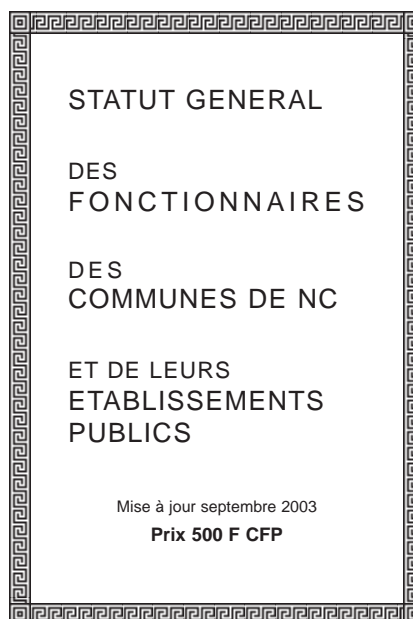 STATUT GENERAL
DES
FONCTIONNAIRES
DES
COMMUNES DE NC
ET DE LEURS
ETABLISSEMENTS
PUBLICS
Mise à jour septembre 2003
Prix 500 F CFP